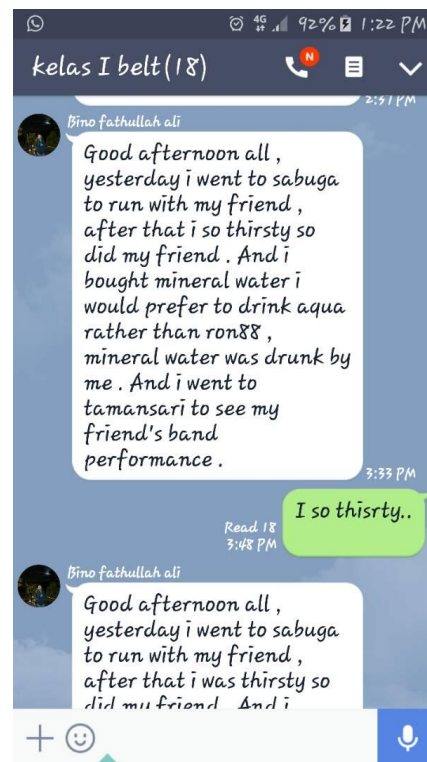 4G 92% 1:22 PM
kelas I belt(18)
N
2:31 PM
Bino fathullah ali
Good afternoon all ,
yesterday i went to sabuga
to run with my friend ,
after that i so thirsty so
did my friend . And i
bought mineral water i
would prefer to drink aqua
rather than ron88 ,
mineral water was drunk by
me . And i went to
tamansari to see my
friend's band
performance .
3:33 PM
I so thisrty..
Read 18
3:48 PM
Bino fathullah ali
Good afternoon all ,
yesterday i went to sabuga
to run with my friend ,
after that i was thirsty so
did my friend . And i